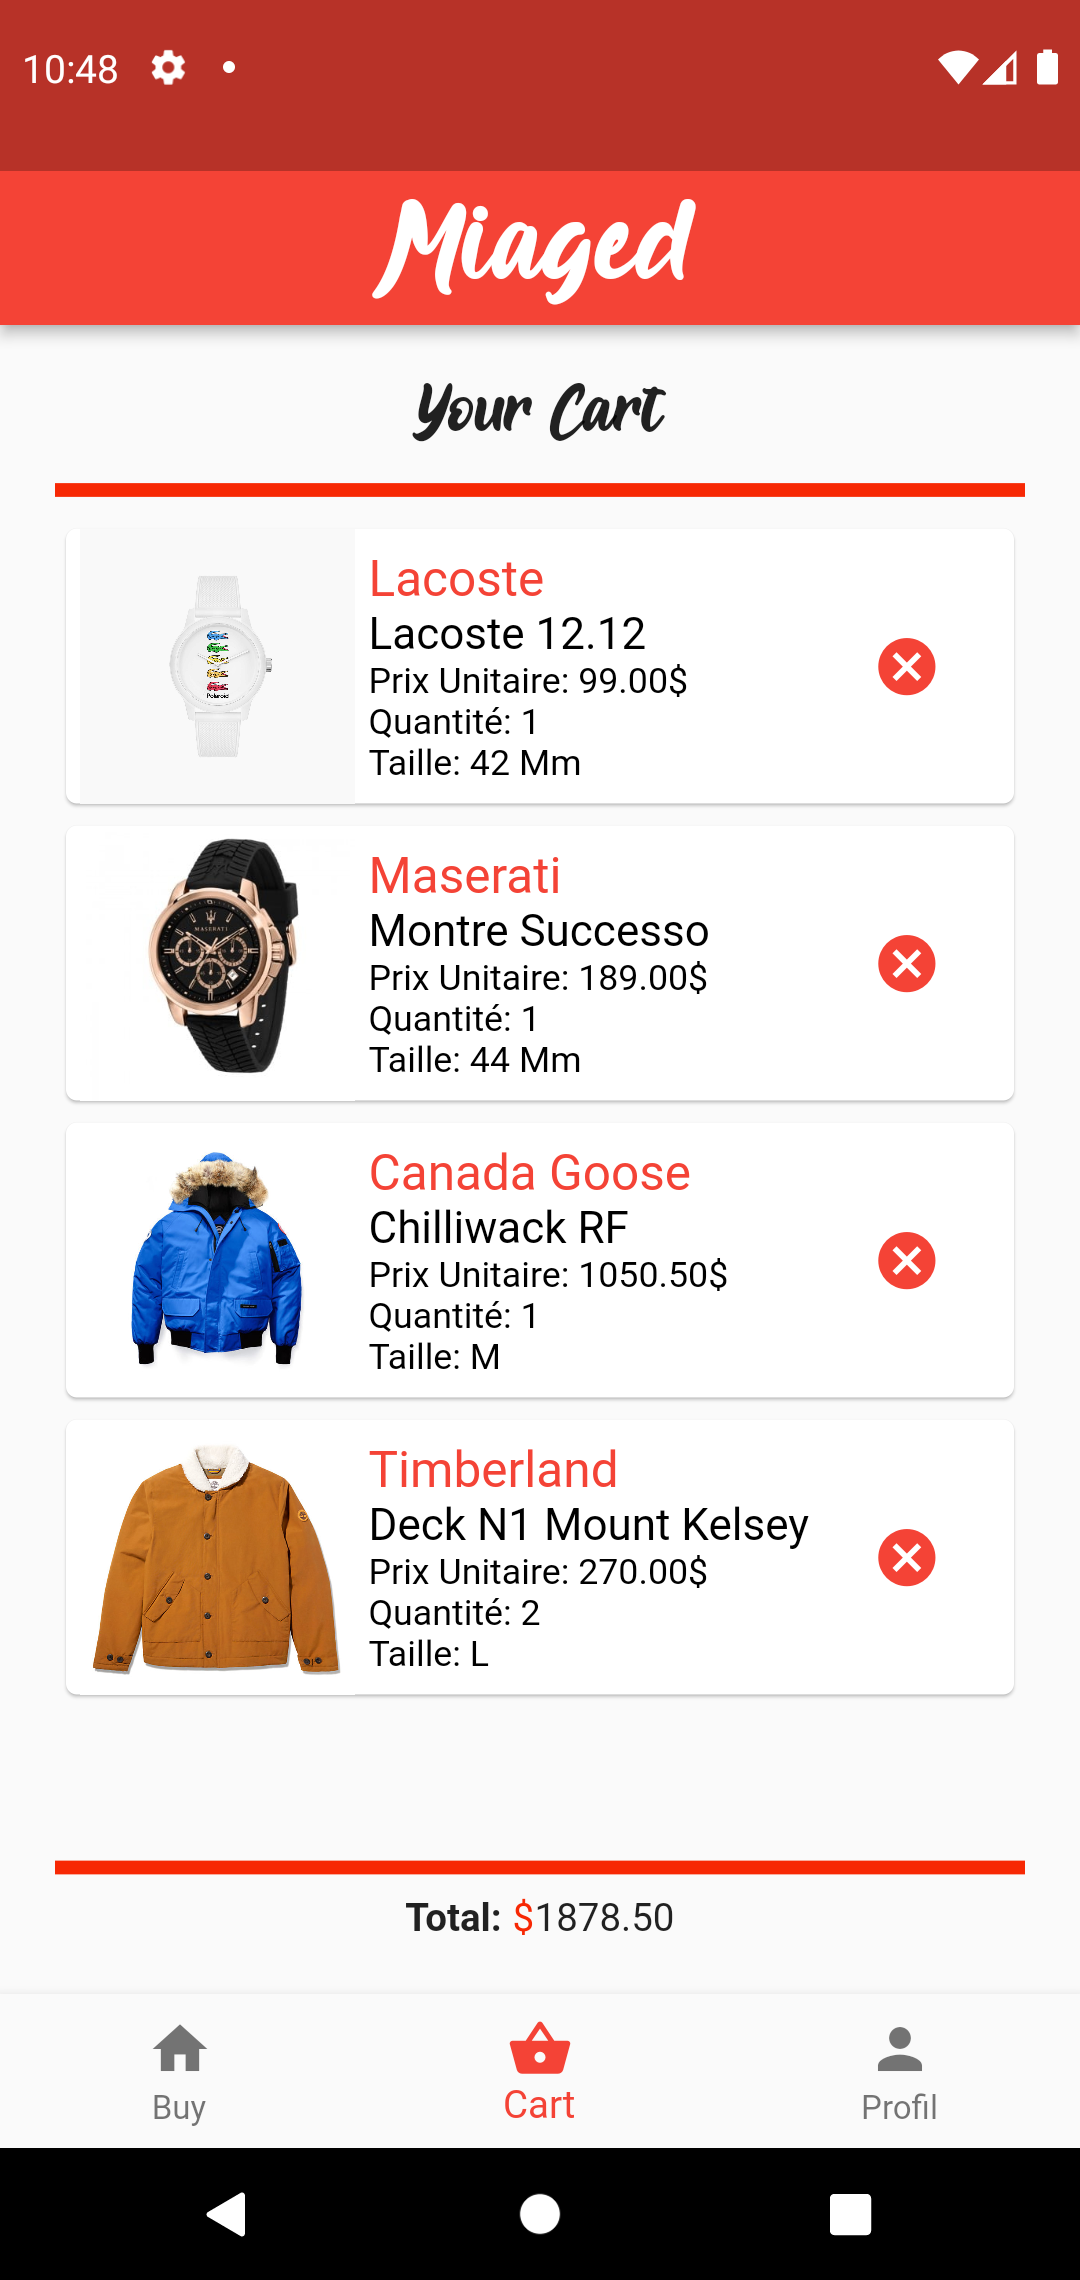 10:48
Miaged
Your Cart
Lacoste
Lacoste 12.12
Prix Unitaire: 99.00$
Quantité: 1
Taille: 42 Mm
Polaroid
Maserati
Montre Successo
Prix Unitaire: 189.00$
Quantité: 1
Taille: 44 Mm
MASERATI
Canada Goose
Chilliwack RF
Prix Unitaire: 1050.50$
Quantité: 1
Taille: M
Timberland
Deck N1 Mount Kelsey
Prix Unitaire: 270.00$
Quantité: 2
Taille: L
Total: $1878.50
Buy
Cart
Profil